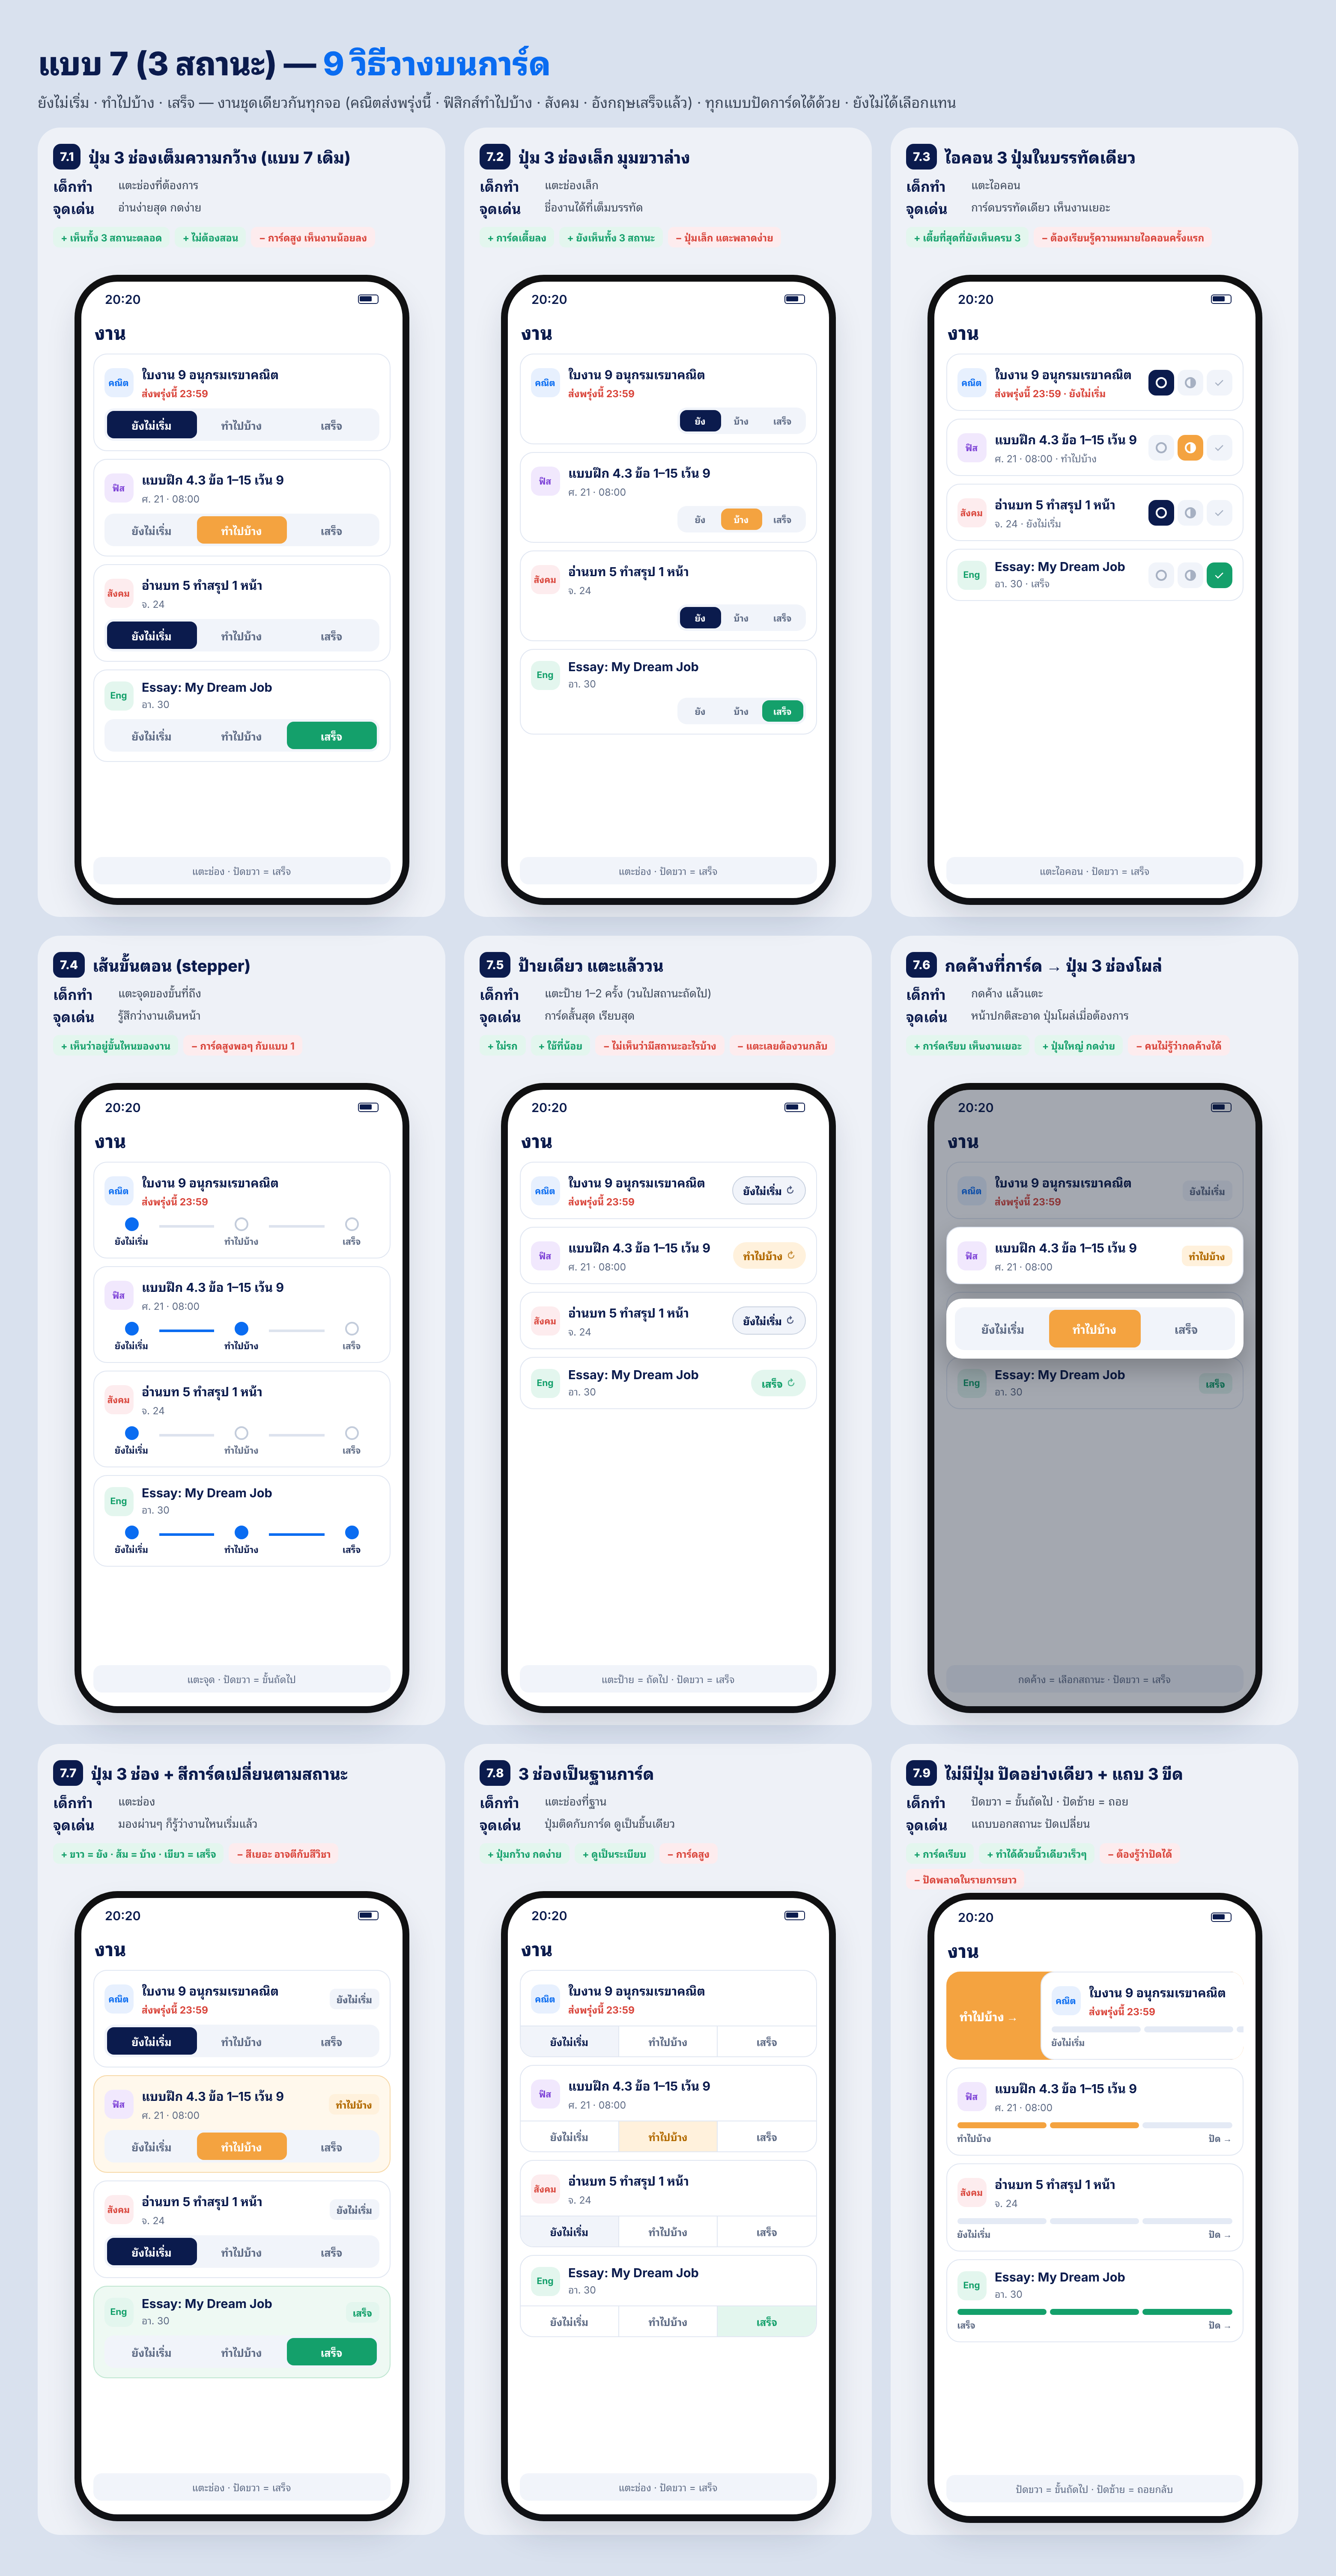 แบบ 7 (3 สถานะ) — 9 วิธีวางบนการ์ด
ยังไม่เริ่ม · ทำไปบ้าง · เสร็จ — งานชุดเดียวกันทุกจอ (คณิตส่งพรุ่งนี้ · ฟิสิกส์ทำไปบ้าง · สังคม · อังกฤษเสร็จแล้ว) · ทุกแบบปัดการ์ดได้ด้วย · ยังไม่ได้เลือกแทน
7.1 ปุ่ม 3 ช่องเต็มความกว้าง (แบบ 7 เดิม)
เด็กทำ แตะช่องที่ต้องการ
จุดเด่น อ่านง่ายสุด กดง่าย
+ เห็นทั้ง 3 สถานะตลอด + ไม่ต้องสอน − การ์ดสูง เห็นงานน้อยลง
20:20
งาน
คณิต ใบงาน 9 อนุกรมเรขาคณิต
ส่งพรุ่งนี้ 23:59
ยังไม่เริ่ม ทำไปบ้าง เสร็จ
ฟิส แบบฝึก 4.3 ข้อ 1–15 เว้น 9
ศ. 21 · 08:00
ยังไม่เริ่ม ทำไปบ้าง เสร็จ
สังคม อ่านบท 5 ทำสรุป 1 หน้า
จ. 24
ยังไม่เริ่ม ทำไปบ้าง เสร็จ
Eng Essay: My Dream Job
อา. 30
ยังไม่เริ่ม ทำไปบ้าง เสร็จ
แตะช่อง · ปัดขวา = เสร็จ
7.2 ปุ่ม 3 ช่องเล็ก มุมขวาล่าง
เด็กทำ แตะช่องเล็ก
จุดเด่น ชื่องานได้ที่เต็มบรรทัด
+ การ์ดเตี้ยลง + ยังเห็นทั้ง 3 สถานะ − ปุ่มเล็ก แตะพลาดง่าย
20:20
งาน
คณิต ใบงาน 9 อนุกรมเรขาคณิต
ส่งพรุ่งนี้ 23:59
ยัง บ้าง เสร็จ
ฟิส แบบฝึก 4.3 ข้อ 1–15 เว้น 9
ศ. 21 · 08:00
ยัง บ้าง เสร็จ
สังคม อ่านบท 5 ทำสรุป 1 หน้า
จ. 24
ยัง บ้าง เสร็จ
Eng Essay: My Dream Job
อา. 30
ยัง บ้าง เสร็จ
แตะช่อง · ปัดขวา = เสร็จ
7.3 ไอคอน 3 ปุ่มในบรรทัดเดียว
เด็กทำ แตะไอคอน
จุดเด่น การ์ดบรรทัดเดียว เห็นงานเยอะ
+ เตี้ยที่สุดที่ยังเห็นครบ 3 − ต้องเรียนรู้ความหมายไอคอนครั้งแรก
20:20
งาน
คณิต ใบงาน 9 อนุกรมเรขาคณิต
ส่งพรุ่งนี้ 23:59 · ยังไม่เริ่ม
ฟิส แบบฝึก 4.3 ข้อ 1–15 เว้น 9
ศ. 21 · 08:00 · ทำไปบ้าง
สังคม อ่านบท 5 ทำสรุป 1 หน้า
จ. 24 · ยังไม่เริ่ม
Eng Essay: My Dream Job
อา. 30 · เสร็จ
แตะไอคอน · ปัดขวา = เสร็จ
7.4 เส้นขั้นตอน (stepper)
เด็กทำ แตะจุดของขั้นที่ถึง
จุดเด่น รู้สึกว่างานเดินหน้า
+ เห็นว่าอยู่ขั้นไหนของงาน − การ์ดสูงพอๆ กับแบบ 1
20:20
งาน
คณิต ใบงาน 9 อนุกรมเรขาคณิต
ส่งพรุ่งนี้ 23:59
ยังไม่เริ่ม ทำไปบ้าง เสร็จ
ฟิส แบบฝึก 4.3 ข้อ 1–15 เว้น 9
ศ. 21 · 08:00
ยังไม่เริ่ม ทำไปบ้าง เสร็จ
สังคม อ่านบท 5 ทำสรุป 1 หน้า
จ. 24
ยังไม่เริ่ม ทำไปบ้าง เสร็จ
Eng Essay: My Dream Job
อา. 30
ยังไม่เริ่ม ทำไปบ้าง เสร็จ
แตะจุด · ปัดขวา = ขั้นถัดไป
7.5 ป้ายเดียว แตะแล้ววน
เด็กทำ แตะป้าย 1–2 ครั้ง (วนไปสถานะถัดไป)
จุดเด่น การ์ดสั้นสุด เรียบสุด
+ ไม่รก + ใช้ที่น้อย − ไม่เห็นว่ามีสถานะอะไรบ้าง − แตะเลยต้องวนกลับ
20:20
งาน
คณิต ใบงาน 9 อนุกรมเรขาคณิต ยังไม่เริ่ม ↻
ส่งพรุ่งนี้ 23:59
ฟิส แบบฝึก 4.3 ข้อ 1–15 เว้น 9 ทำไปบ้าง ↻
ศ. 21 · 08:00
สังคม อ่านบท 5 ทำสรุป 1 หน้า ยังไม่เริ่ม ↻
จ. 24
Eng Essay: My Dream Job เสร็จ ↻
อา. 30
แตะป้าย = ถัดไป · ปัดขวา = เสร็จ
7.6 กดค้างที่การ์ด → ปุ่ม 3 ช่องโผล่
เด็กทำ กดค้าง แล้วแตะ
จุดเด่น หน้าปกติสะอาด ปุ่มโผล่เมื่อต้องการ
+ การ์ดเรียบ เห็นงานเยอะ + ปุ่มใหญ่ กดง่าย − คนไม่รู้ว่ากดค้างได้
20:20
งาน
คณิต ใบงาน 9 อนุกรมเรขาคณิต ยังไม่เริ่ม
ส่งพรุ่งนี้ 23:59
ฟิส แบบฝึก 4.3 ข้อ 1–15 เว้น 9 ทำไปบ้าง
ศ. 21 · 08:00
ยังไม่เริ่ม ทำไปบ้าง เสร็จ
Eng Essay: My Dream Job เสร็จ
อา. 30
กดค้าง = เลือกสถานะ · ปัดขวา = เสร็จ
7.7 ปุ่ม 3 ช่อง + สีการ์ดเปลี่ยนตามสถานะ
เด็กทำ แตะช่อง
จุดเด่น มองผ่านๆ ก็รู้ว่างานไหนเริ่มแล้ว
+ ขาว = ยัง · ส้ม = บ้าง · เขียว = เสร็จ − สีเยอะ อาจตีกับสีวิชา
20:20
งาน
คณิต ใบงาน 9 อนุกรมเรขาคณิต ยังไม่เริ่ม
ส่งพรุ่งนี้ 23:59
ยังไม่เริ่ม ทำไปบ้าง เสร็จ
ฟิส แบบฝึก 4.3 ข้อ 1–15 เว้น 9 ทำไปบ้าง
ศ. 21 · 08:00
ยังไม่เริ่ม ทำไปบ้าง เสร็จ
สังคม อ่านบท 5 ทำสรุป 1 หน้า ยังไม่เริ่ม
จ. 24
ยังไม่เริ่ม ทำไปบ้าง เสร็จ
Eng Essay: My Dream Job เสร็จ
อา. 30
ยังไม่เริ่ม ทำไปบ้าง เสร็จ
แตะช่อง · ปัดขวา = เสร็จ
7.8 3 ช่องเป็นฐานการ์ด
เด็กทำ แตะช่องที่ฐาน
จุดเด่น ปุ่มติดกับการ์ด ดูเป็นชิ้นเดียว
+ ปุ่มกว้าง กดง่าย + ดูเป็นระเบียบ − การ์ดสูง
20:20
งาน
คณิต ใบงาน 9 อนุกรมเรขาคณิต
ส่งพรุ่งนี้ 23:59
ยังไม่เริ่ม ทำไปบ้าง เสร็จ
ฟิส แบบฝึก 4.3 ข้อ 1–15 เว้น 9
ศ. 21 · 08:00
ยังไม่เริ่ม ทำไปบ้าง เสร็จ
สังคม อ่านบท 5 ทำสรุป 1 หน้า
จ. 24
ยังไม่เริ่ม ทำไปบ้าง เสร็จ
Eng Essay: My Dream Job
อา. 30
ยังไม่เริ่ม ทำไปบ้าง เสร็จ
แตะช่อง · ปัดขวา = เสร็จ
7.9 ไม่มีปุ่ม ปัดอย่างเดียว + แถบ 3 ขีด
เด็กทำ ปัดขวา = ขั้นถัดไป · ปัดซ้าย = ถอย
จุดเด่น แถบบอกสถานะ ปัดเปลี่ยน
+ การ์ดเรียบ + ทำได้ด้วยนิ้วเดียวเร็วๆ − ต้องรู้ว่าปัดได้
− ปัดพลาดในรายการยาว
20:20
งาน
ทำไปบ้าง → คณิต ใบงาน 9 อนุกรมเรขาคณิต
ส่งพรุ่งนี้ 23:59
ยังไม่เริ่ม
ฟิส แบบฝึก 4.3 ข้อ 1–15 เว้น 9
ศ. 21 · 08:00
ทำไปบ้าง ปัด →
สังคม อ่านบท 5 ทำสรุป 1 หน้า
จ. 24
ยังไม่เริ่ม ปัด →
Eng Essay: My Dream Job
อา. 30
เสร็จ ปัด →
ปัดขวา = ขั้นถัดไป · ปัดซ้าย = ถอยกลับ